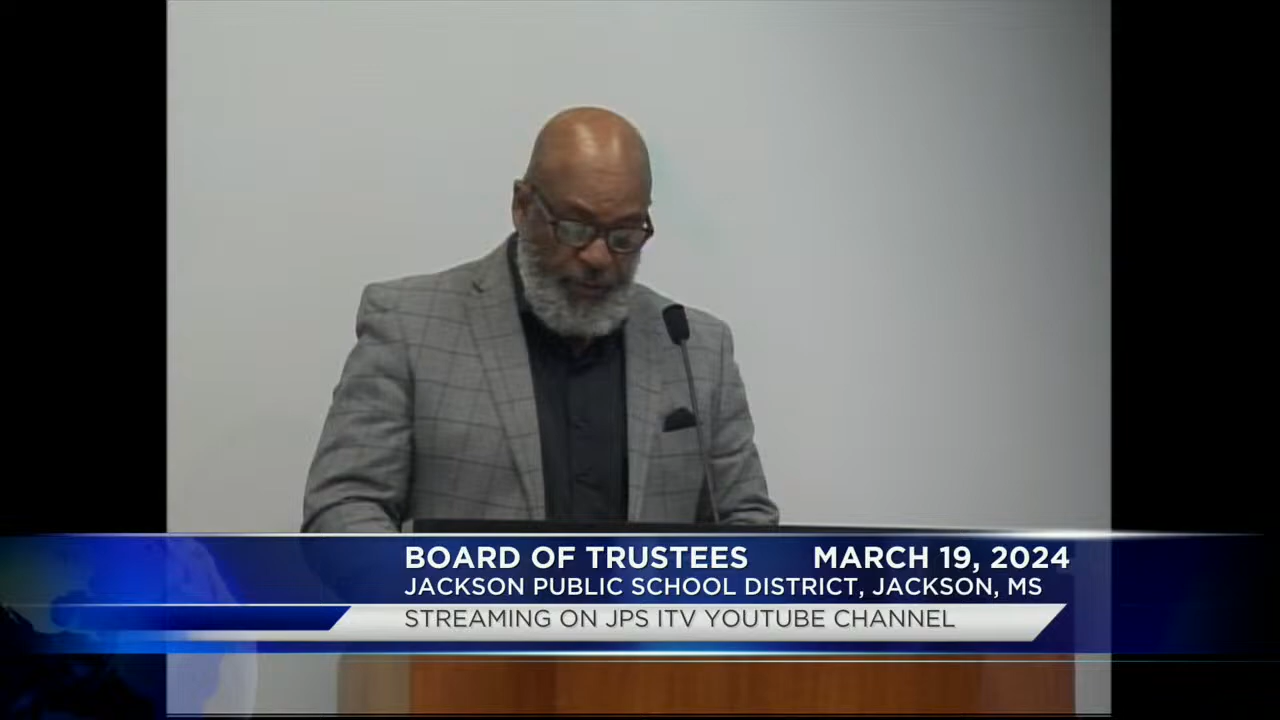 BOARD OF TRUSTEES MARCH 19, 2024
JACKSON PUBLIC SCHOOL DISTRICT, JACKSON, MS
STREAMING ON JPS ITV YOUTUBE CHANNEL